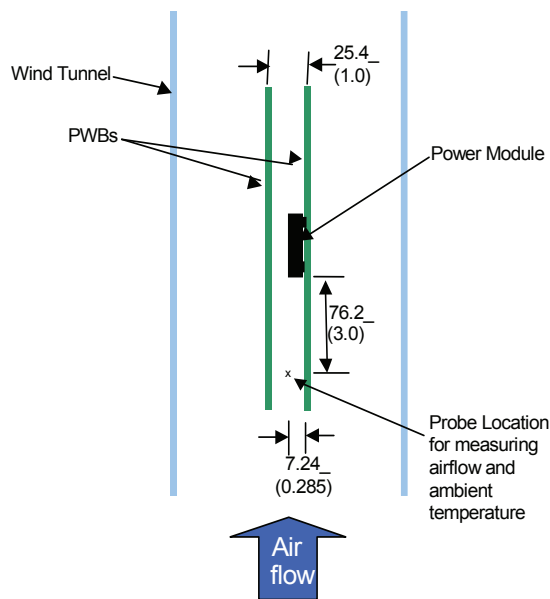 25.4_
(1.0)
Wind Tunnel
PWBs
Power Module
76.2_
(3.0)
x
Probe Location
for measuring
airflow and
ambient
temperature
7.24_
(0.285)
Air
flow